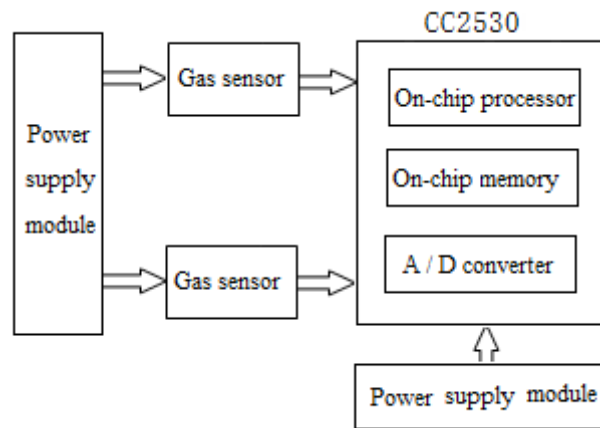 CC2530
Gas sensor
On-chip processor
Power
supply
module
On-chip memory
Gas sensor
A / D converter
Power supply module